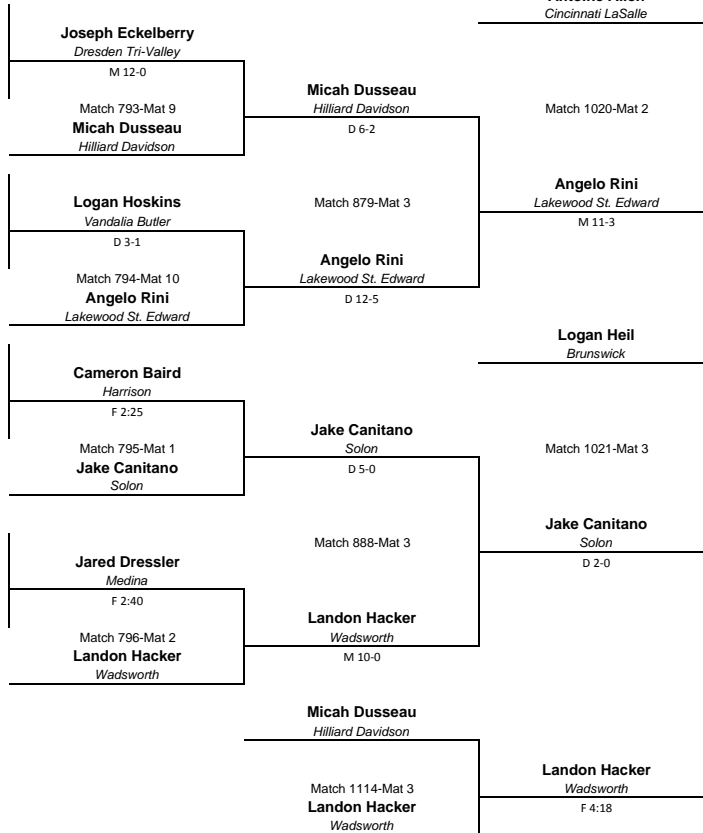 Cincinnati LaSalle
Joseph Eckelberry
Dresden Tri-Valley
M 12-0
Micah Dusseau
Match 793-Mat 9
Hilliard Davidson
Match 1020-Mat 2
Micah Dusseau
D 6-2
Hilliard Davidson
Angelo Rini
Logan Hoskins
Match 879-Mat 3
Lakewood St. Edward
Vandalia Butler
M 11-3
D 3-1
Angelo Rini
Match 794-Mat 10
Lakewood St. Edward
Angelo Rini
D 12-5
Lakewood St. Edward
Logan Heil
Brunswick
Cameron Baird
Harrison
F 2:25
Jake Canitano
Match 795-Mat 1
Solon
Match 1021-Mat 3
Jake Canitano
D 5-0
Solon
Jake Canitano
Match 888-Mat 3
Solon
Jared Dressler
D 2-0
Medina
F 2:40
Landon Hacker
Match 796-Mat 2
Wadsworth
Landon Hacker
M 10-0
Wadsworth
Micah Dusseau
Hilliard Davidson
Landon Hacker
Match 1114-Mat 3
Wadsworth
Landon Hacker
F 4:18
Wadsworth